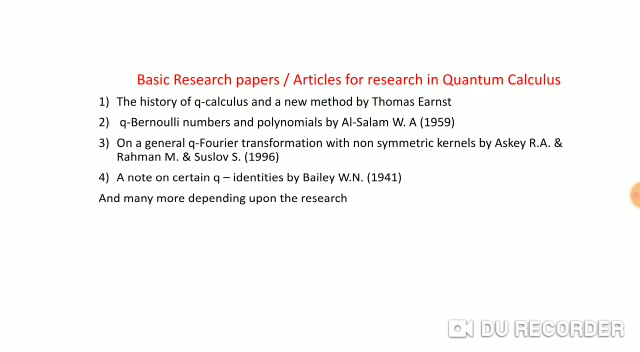 Basic Research papers / Articles for research in Quantum Calculus
1) The history of q-calculus and a new method by Thomas Earnst
2) q-Bernoulli numbers and polynomials by Al-Salam W. A (1959)
3) On a general q-Fourier transformation with non symmetric kernels by Askey R.A. &
Rahman M. & Suslov S. (1996)
4) A note on certain q – identities by Bailey W.N. (1941)
And many more depending upon the research
DU RECORDER